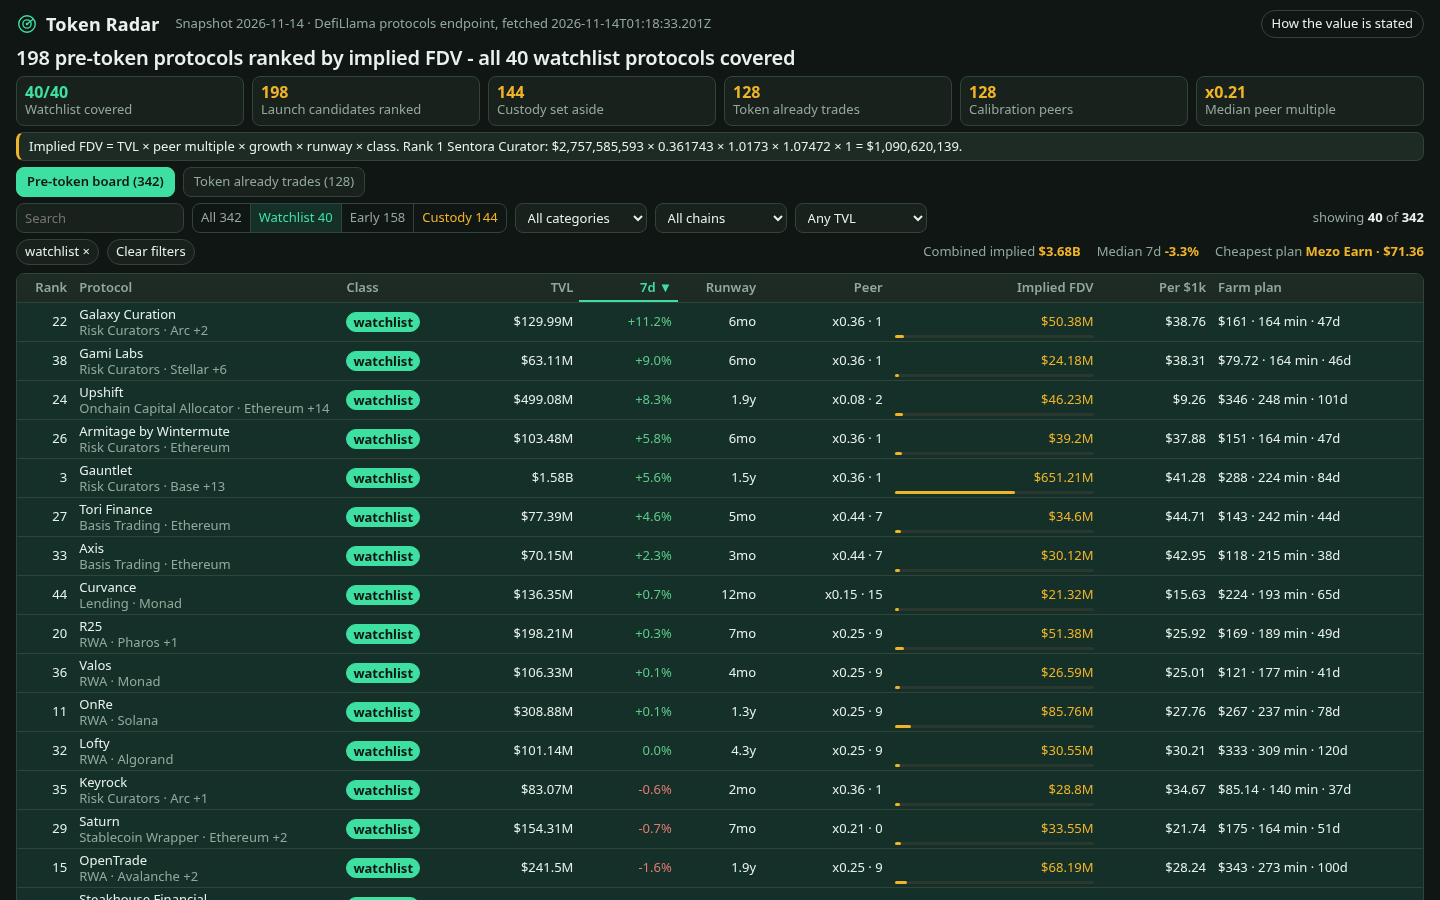 Token Radar Snapshot 2026-11-14 · DefiLlama protocols endpoint, fetched 2026-11-14T01:18:33.201Z How the value is stated
198 pre-token protocols ranked by implied FDV - all 40 watchlist protocols covered
40/40 198 144 128 128 x0.21
Watchlist covered Launch candidates ranked Custody set aside Token already trades Calibration peers Median peer multiple
Implied FDV = TVL × peer multiple × growth × runway × class. Rank 1 Sentora Curator: $2,757,585,593 × 0.361743 × 1.0173 × 1.07472 × 1 = $1,090,620,139.
Pre-token board (342) Token already trades (128)
Search All 342 Watchlist 40 Early 158 Custody 144 All categories All chains Any TVL showing 40 of 342
watchlist × Clear filters Combined implied $3.68B Median 7d -3.3% Cheapest plan Mezo Earn · $71.36
Rank Protocol Class TVL 7d ▼ Runway Peer Implied FDV Per $1k Farm plan
22 Galaxy Curation watchlist $129.99M +11.2% 6mo x0.36 · 1 $50.38M $38.76 $161 · 164 min · 47d
Risk Curators · Arc +2
38 Gami Labs watchlist $63.11M +9.0% 6mo x0.36 · 1 $24.18M $38.31 $79.72 · 164 min · 46d
Risk Curators · Stellar +6
24 Upshift watchlist $499.08M +8.3% 1.9y x0.08 · 2 $46.23M $9.26 $346 · 248 min · 101d
Onchain Capital Allocator · Ethereum +14
26 Armitage by Wintermute watchlist $103.48M +5.8% 6mo x0.36 · 1 $39.2M $37.88 $151 · 164 min · 47d
Risk Curators · Ethereum
3 Gauntlet watchlist $1.58B +5.6% 1.5y x0.36 · 1 $651.21M $41.28 $288 · 224 min · 84d
Risk Curators · Base +13
27 Tori Finance watchlist $77.39M +4.6% 5mo x0.44 · 7 $34.6M $44.71 $143 · 242 min · 44d
Basis Trading · Ethereum
33 Axis watchlist $70.15M +2.3% 3mo x0.44 · 7 $30.12M $42.95 $118 · 215 min · 38d
Basis Trading · Ethereum
44 Curvance watchlist $136.35M +0.7% 12mo x0.15 · 15 $21.32M $15.63 $224 · 193 min · 65d
Lending · Monad
20 R25 watchlist $198.21M +0.3% 7mo x0.25 · 9 $51.38M $25.92 $169 · 189 min · 49d
RWA · Pharos +1
36 Valos watchlist $106.33M +0.1% 4mo x0.25 · 9 $26.59M $25.01 $121 · 177 min · 41d
RWA · Monad
11 OnRe watchlist $308.88M +0.1% 1.3y x0.25 · 9 $85.76M $27.76 $267 · 237 min · 78d
RWA · Solana
32 Lofty watchlist $101.14M 0.0% 4.3y x0.25 · 9 $30.55M $30.21 $333 · 309 min · 120d
RWA · Algorand
35 Keyrock watchlist $83.07M -0.6% 2mo x0.36 · 1 $28.8M $34.67 $85.14 · 140 min · 37d
Risk Curators · Arc +1
29 Saturn watchlist $154.31M -0.7% 7mo x0.21 · 0 $33.55M $21.74 $175 · 164 min · 51d
Stablecoin Wrapper · Ethereum +2
15 OpenTrade watchlist $241.5M -1.6% 1.9y x0.25 · 9 $68.19M $28.24 $343 · 273 min · 100d
RWA · Avalanche +2
Steakhouse Financial